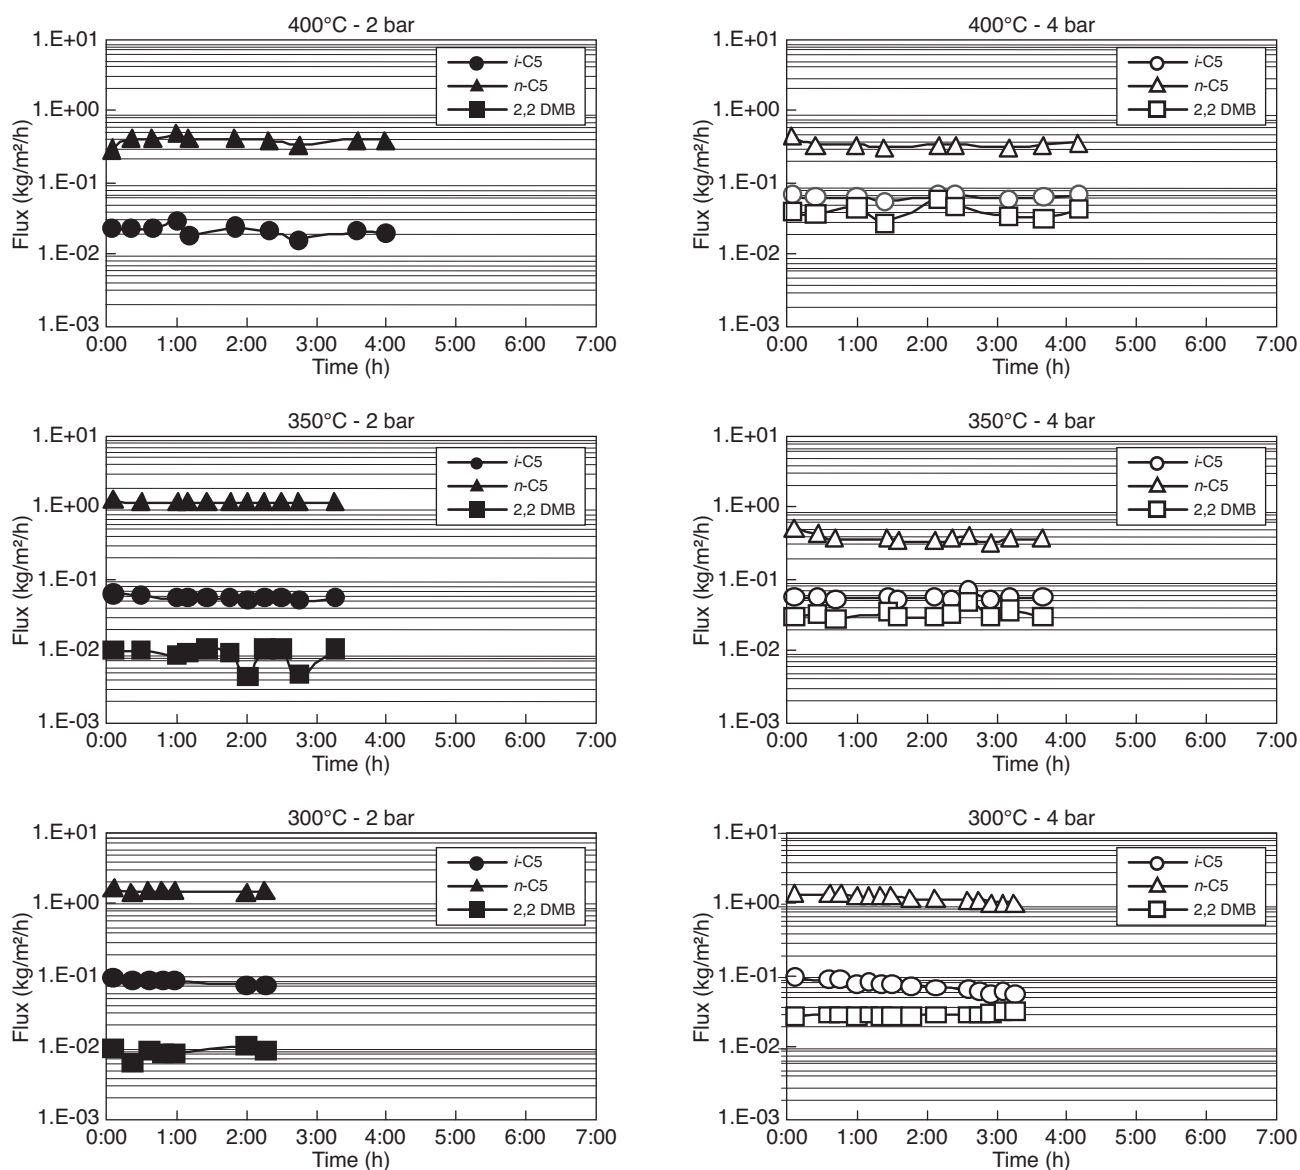 400°C - 2 bar
1.E+01
1.E+00
1.E-01
1.E-02
1.E-03
Flux (kg/m²/h)
i-C5
n-C5
2,2 DMB
0:00 1:00 2:00 3:00 4:00 5:00 6:00 7:00
Time (h)
400°C - 4 bar
1.E+01
1.E+00
1.E-01
1.E-02
1.E-03
Flux (kg/m²/h)
i-C5
n-C5
2,2 DMB
0:00 1:00 2:00 3:00 4:00 5:00 6:00 7:00
Time (h)
350°C - 2 bar
1.E+01
1.E+00
1.E-01
1.E-02
1.E-03
Flux (kg/m²/h)
i-C5
n-C5
2,2 DMB
0:00 1:00 2:00 3:00 4:00 5:00 6:00 7:00
Time (h)
350°C - 4 bar
1.E+01
1.E+00
1.E-01
1.E-02
1.E-03
Flux (kg/m²/h)
i-C5
n-C5
2,2 DMB
0:00 1:00 2:00 3:00 4:00 5:00 6:00 7:00
Time (h)
300°C - 2 bar
1.E+01
1.E+00
1.E-01
1.E-02
1.E-03
Flux (kg/m²/h)
i-C5
n-C5
2,2 DMB
0:00 1:00 2:00 3:00 4:00 5:00 6:00 7:00
Time (h)
300°C - 4 bar
1.E+01
1.E+00
1.E-01
1.E-02
1.E-03
Flux (kg/m²/h)
i-C5
n-C5
2,2 DMB
0:00 1:00 2:00 3:00 4:00 5:00 6:00 7:00
Time (h)